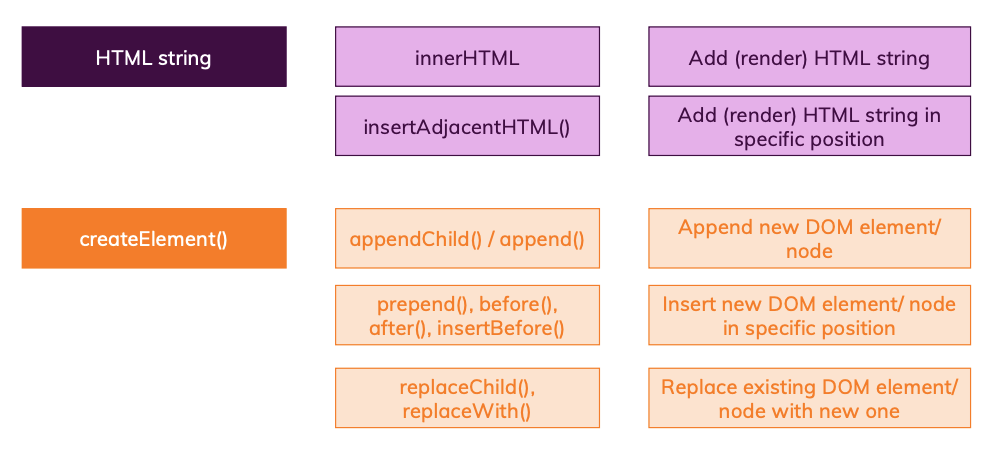 HTML string
innerHTML
Add (render) HTML string
insertAdjacentHTML()
Add (render) HTML string in
specific position
createElement()
appendChild() / append()
Append new DOM element/
node
prepend(), before(),
after(), insertBefore()
Insert new DOM element/ node
in specific position
replaceChild(),
replaceWith()
Replace existing DOM element/
node with new one